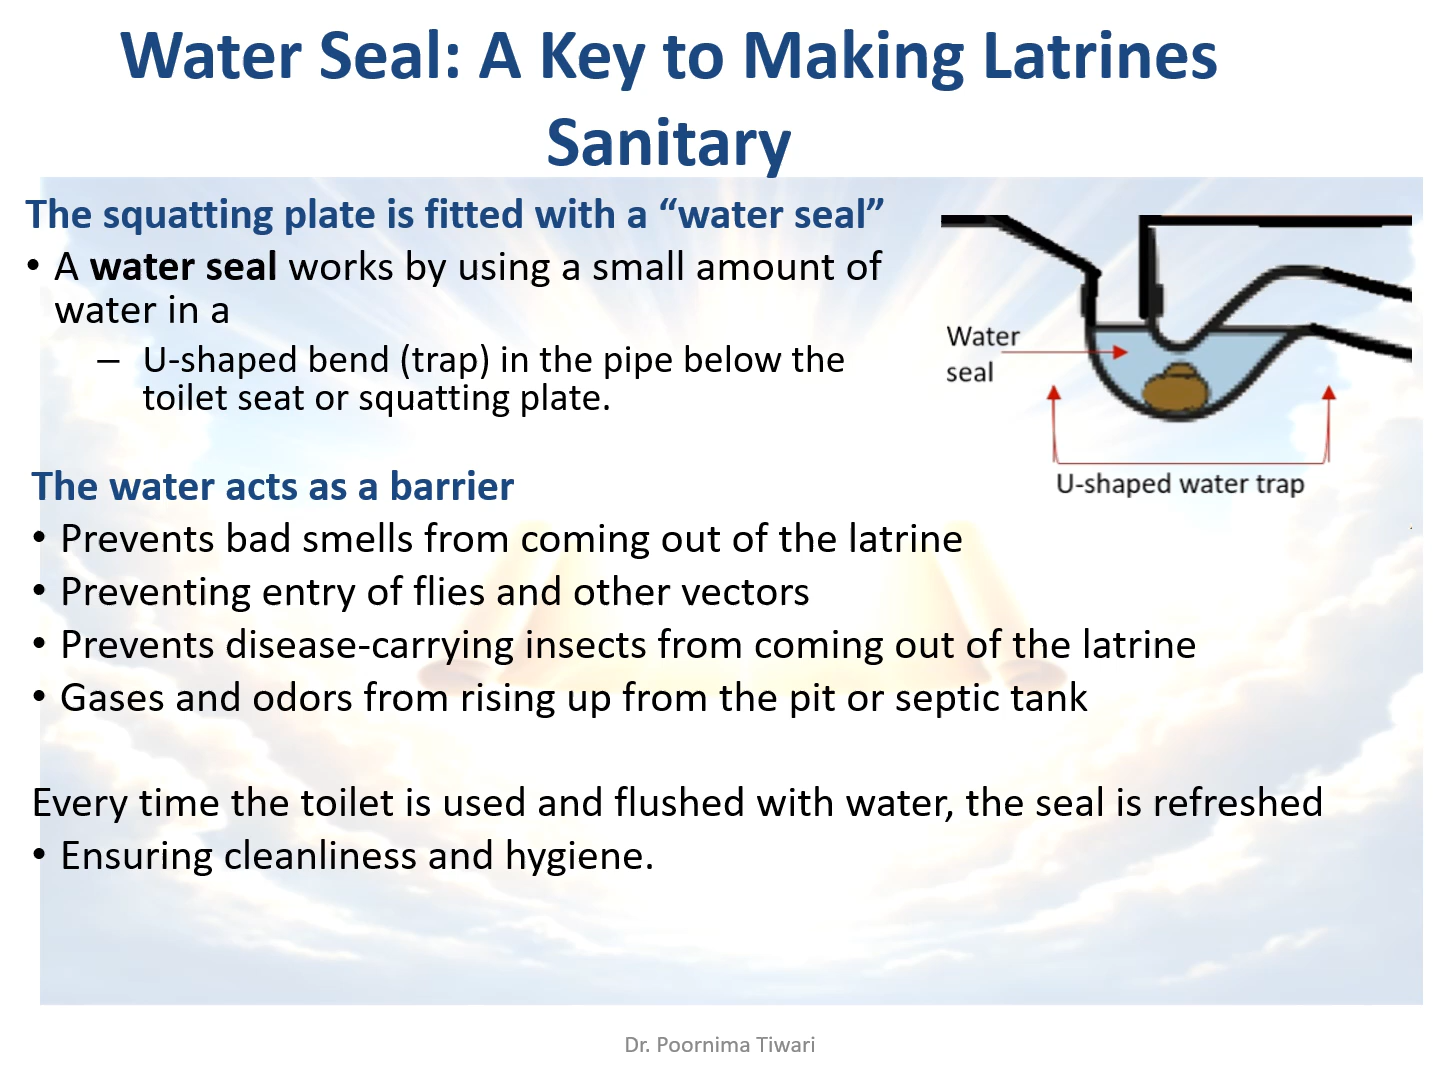 Water Seal: A Key to Making Latrines
Sanitary
The squatting plate is fitted with a “water seal”
• A water seal works by using a small amount of
water in a
– U-shaped bend (trap) in the pipe below the
toilet seat or squatting plate.
Water
seal
U-shaped water trap
The water acts as a barrier
• Prevents bad smells from coming out of the latrine
• Preventing entry of flies and other vectors
• Prevents disease-carrying insects from coming out of the latrine
• Gases and odors from rising up from the pit or septic tank
Every time the toilet is used and flushed with water, the seal is refreshed
• Ensuring cleanliness and hygiene.
Dr. Poornima Tiwari